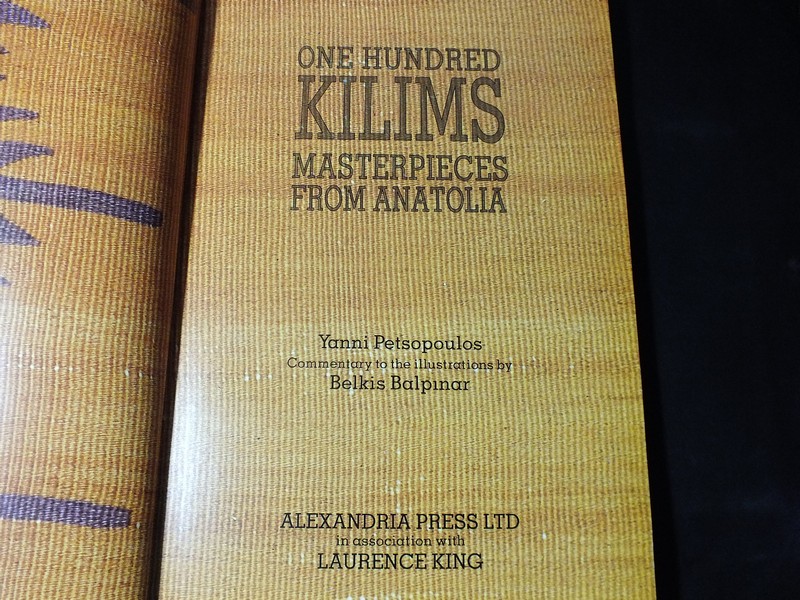 ONE HUNDRED
KILIMS
MASTERPIECES
FROM ANATOLIA
Yanni Petsopoulos
Commentary to the illustrations by
Belkıs Balpınar
ALEXANDRIA PRESS LTD
in association with
LAURENCE KING